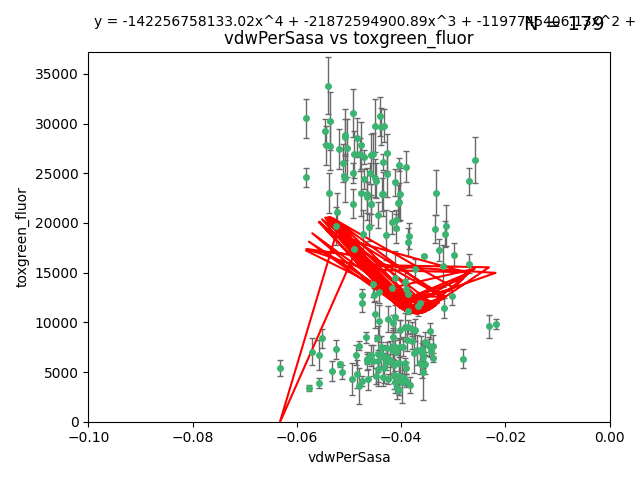 y = -142256758133.02x^4 + -21872594900.89x^3 +
N = 179
vdwPerSasa vs toxgreen_fluor
35000
30000
25000
20000
15000
10000
5000
0
toxgreen_fluor
−0.10 −0.08 −0.06 −0.04 −0.02 0.00
vdwPerSasa